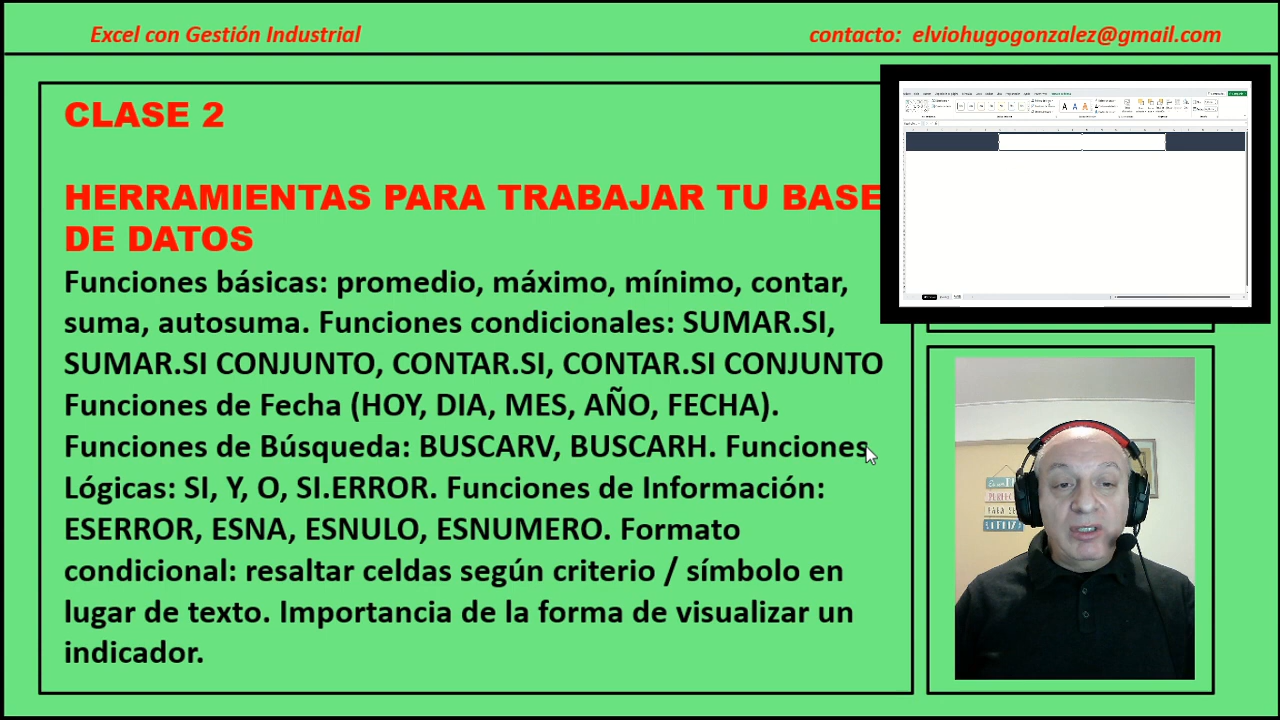 Excel con Gestión Industrial
contacto: elviohugogonzalez@gmail.com
CLASE 2
HERRAMIENTAS PARA TRABAJAR TU BASE
DE DATOS
Funciones básicas: promedio, máximo, mínimo, contar,
suma, autosuma. Funciones condicionales: SUMAR.SI,
SUMAR.SI CONJUNTO, CONTAR.SI, CONTAR.SI CONJUNTO
Funciones de Fecha (HOY, DIA, MES, AÑO, FECHA).
Funciones de Búsqueda: BUSCARV, BUSCARH. Funciones
Lógicas: SI, Y, O, SI.ERROR. Funciones de Información:
ESERROR, ESNA, ESNULO, ESNUMERO. Formato
condicional: resaltar celdas según criterio / símbolo en
lugar de texto. Importancia de la forma de visualizar un
indicador.